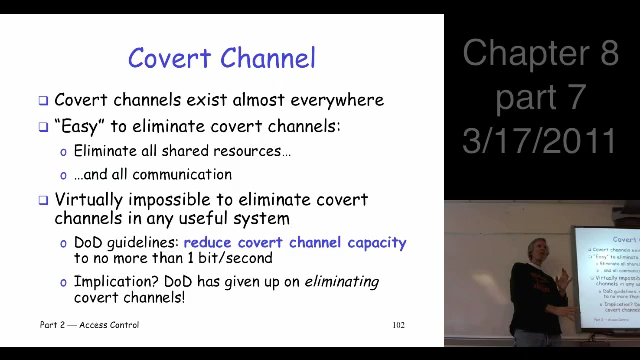 Covert Channel
Covert channels exist almost everywhere
“Easy” to eliminate covert channels:
Eliminate all shared resources…
…and all communication
Virtually impossible to eliminate covert
channels in any useful system
DoD guidelines: reduce covert channel capacity
to no more than 1 bit/second
Implication? DoD has given up on eliminating
covert channels!
Part 2 — Access Control
102
Chapter 8
part 7
3/17/2011